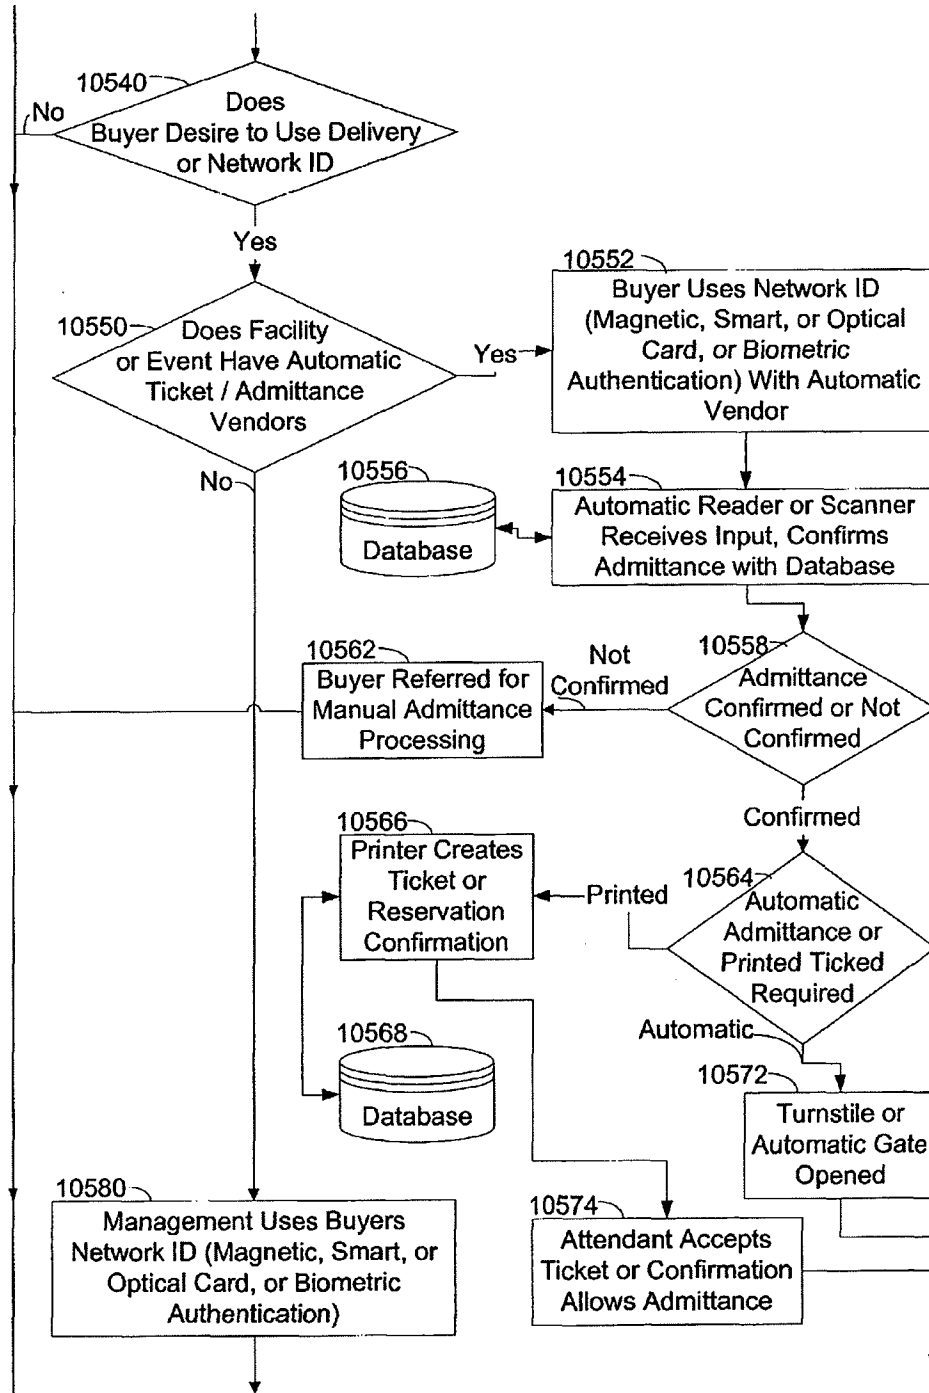 10540
No
Does
Buyer Desire to Use Delivery
or Network ID
Yes
10550
Does Facility
or Event Have Automatic
Ticket / Admittance
Vendors
Yes
No
10552
Buyer Uses Network ID
(Magnetic, Smart, or Optical
Card, or Biometric
Authentication) With Automatic
Vendor
10556
Database
10554
Automatic Reader or Scanner
Receives Input, Confirms
Admittance with Database
10558
Admittance
Confirmed or Not
Confirmed
Not
Confirmed
10562
Buyer Referred for
Manual Admittance
Processing
Confirmed
10564
Automatic
Admittance or
Printed Ticked
Required
Printed
10566
Printer Creates
Ticket or
Reservation
Confirmation
10568
Database
Automatic
10572
Turnstile or
Automatic Gate
Opened
10574
Attendant Accepts
Ticket or Confirmation
Allows Admittance
10580
Management Uses Buyers
Network ID (Magnetic, Smart, or
Optical Card, or Biometric
Authentication)